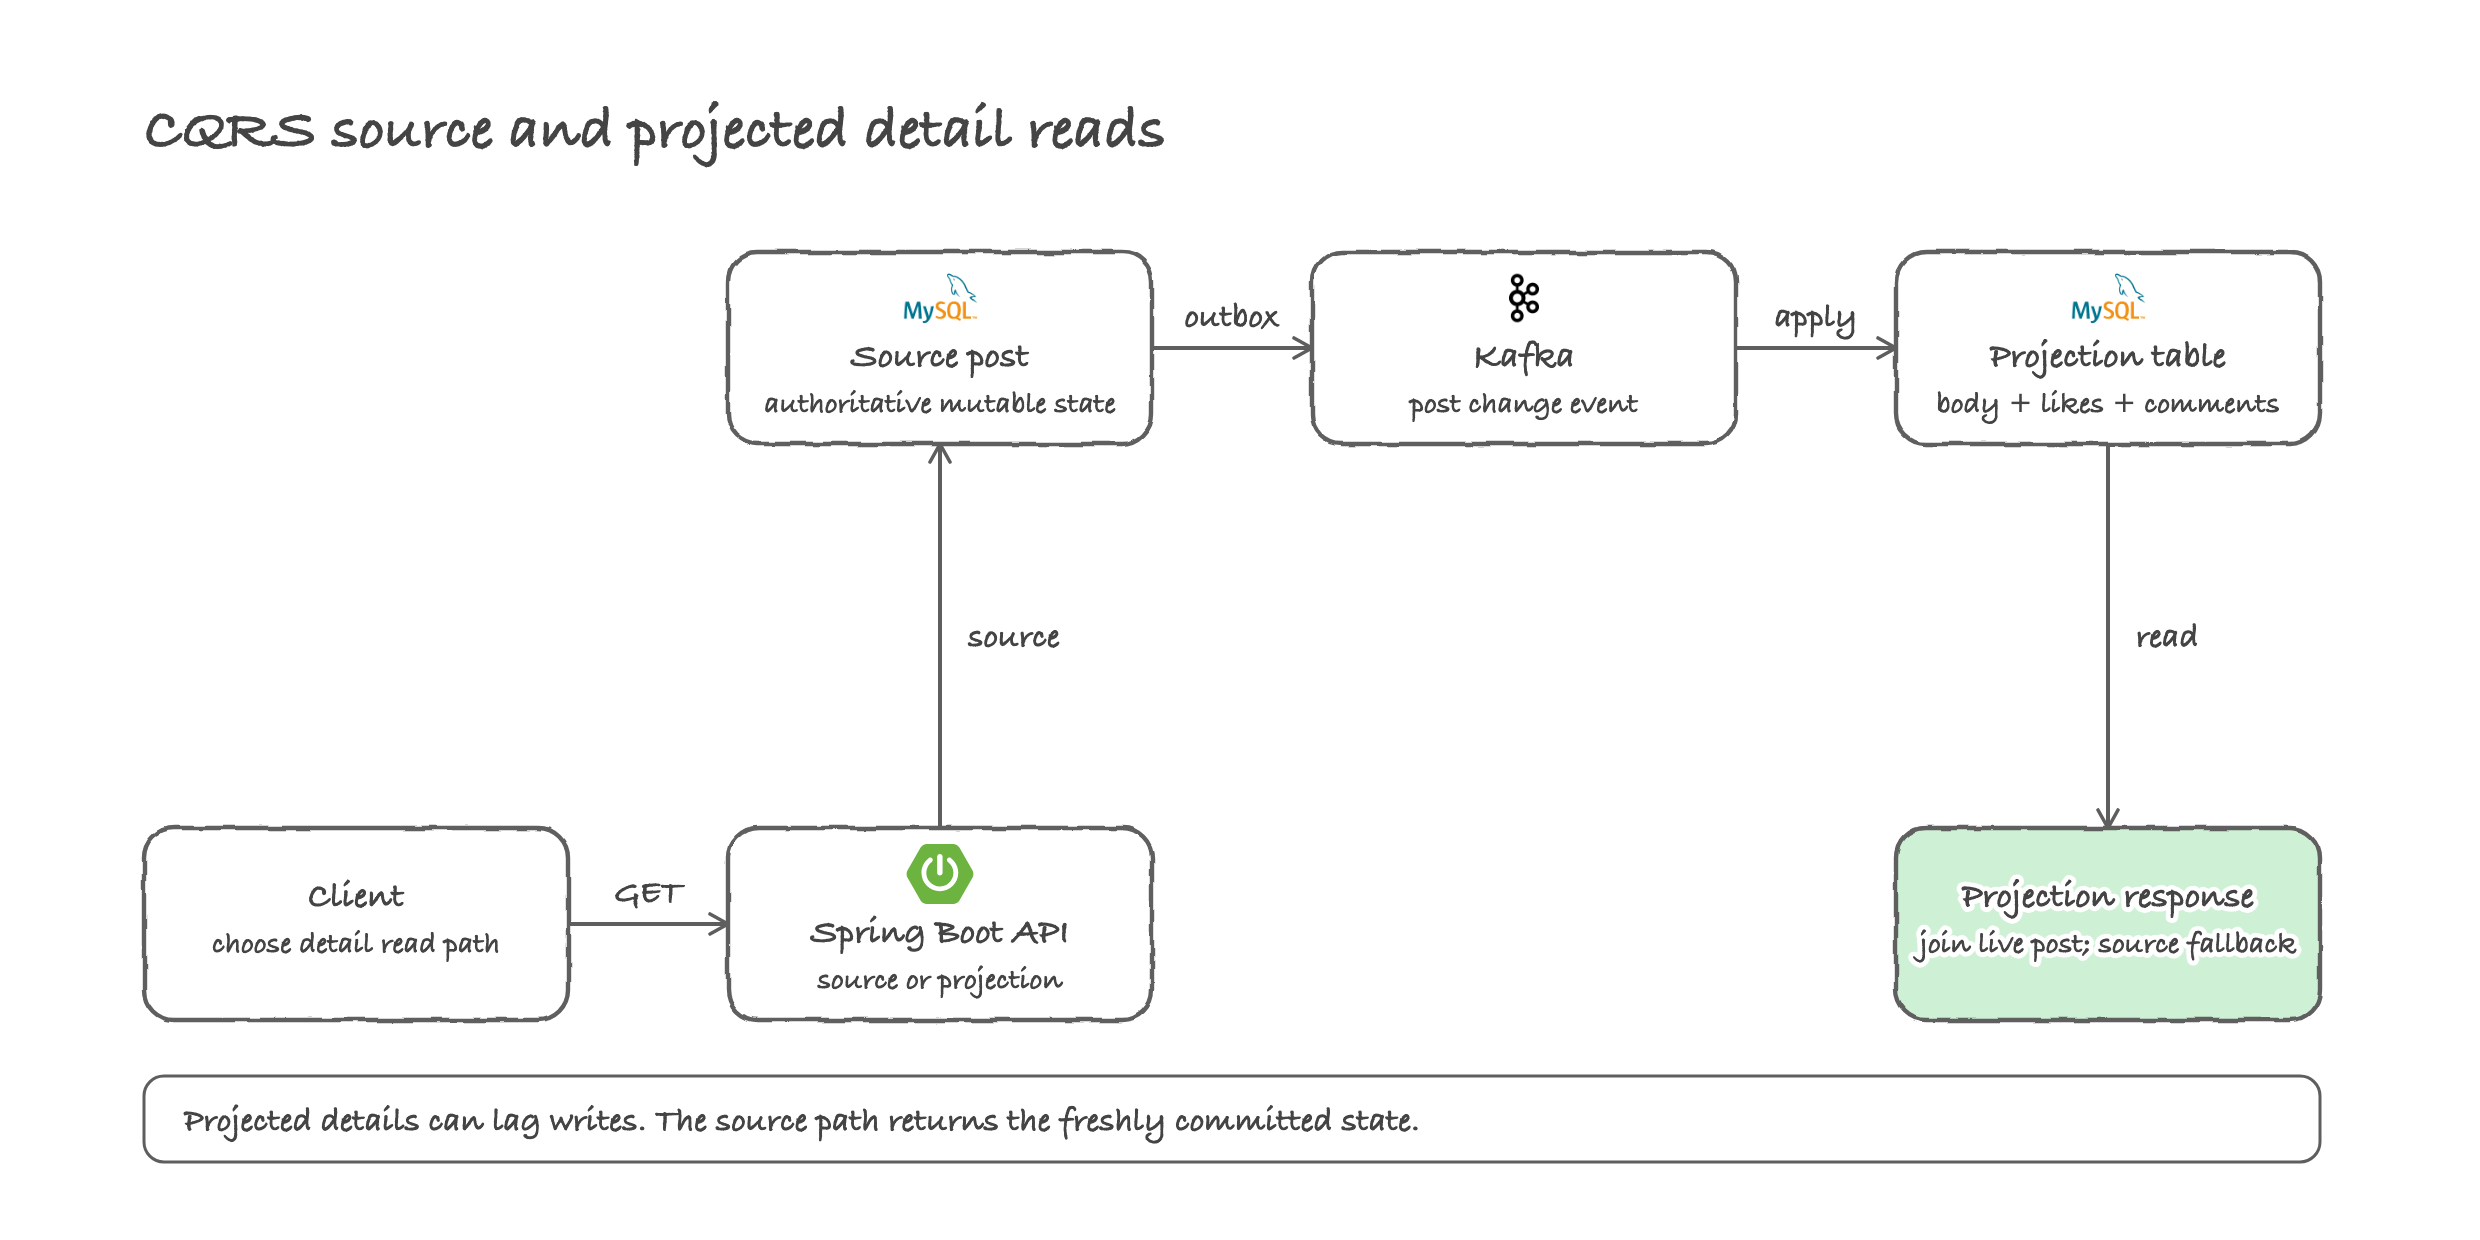 CQRS source and projected detail reads
MySQL™
Source post
authoritative mutable state
outbox
Kafka
post change event
apply
MySQL™
Projection table
body + likes + comments
source
read
Client
choose detail read path
GET
Spring Boot API
source or projection
Projection response
join live post; source fallback
Projected details can lag writes. The source path returns the freshly committed state.